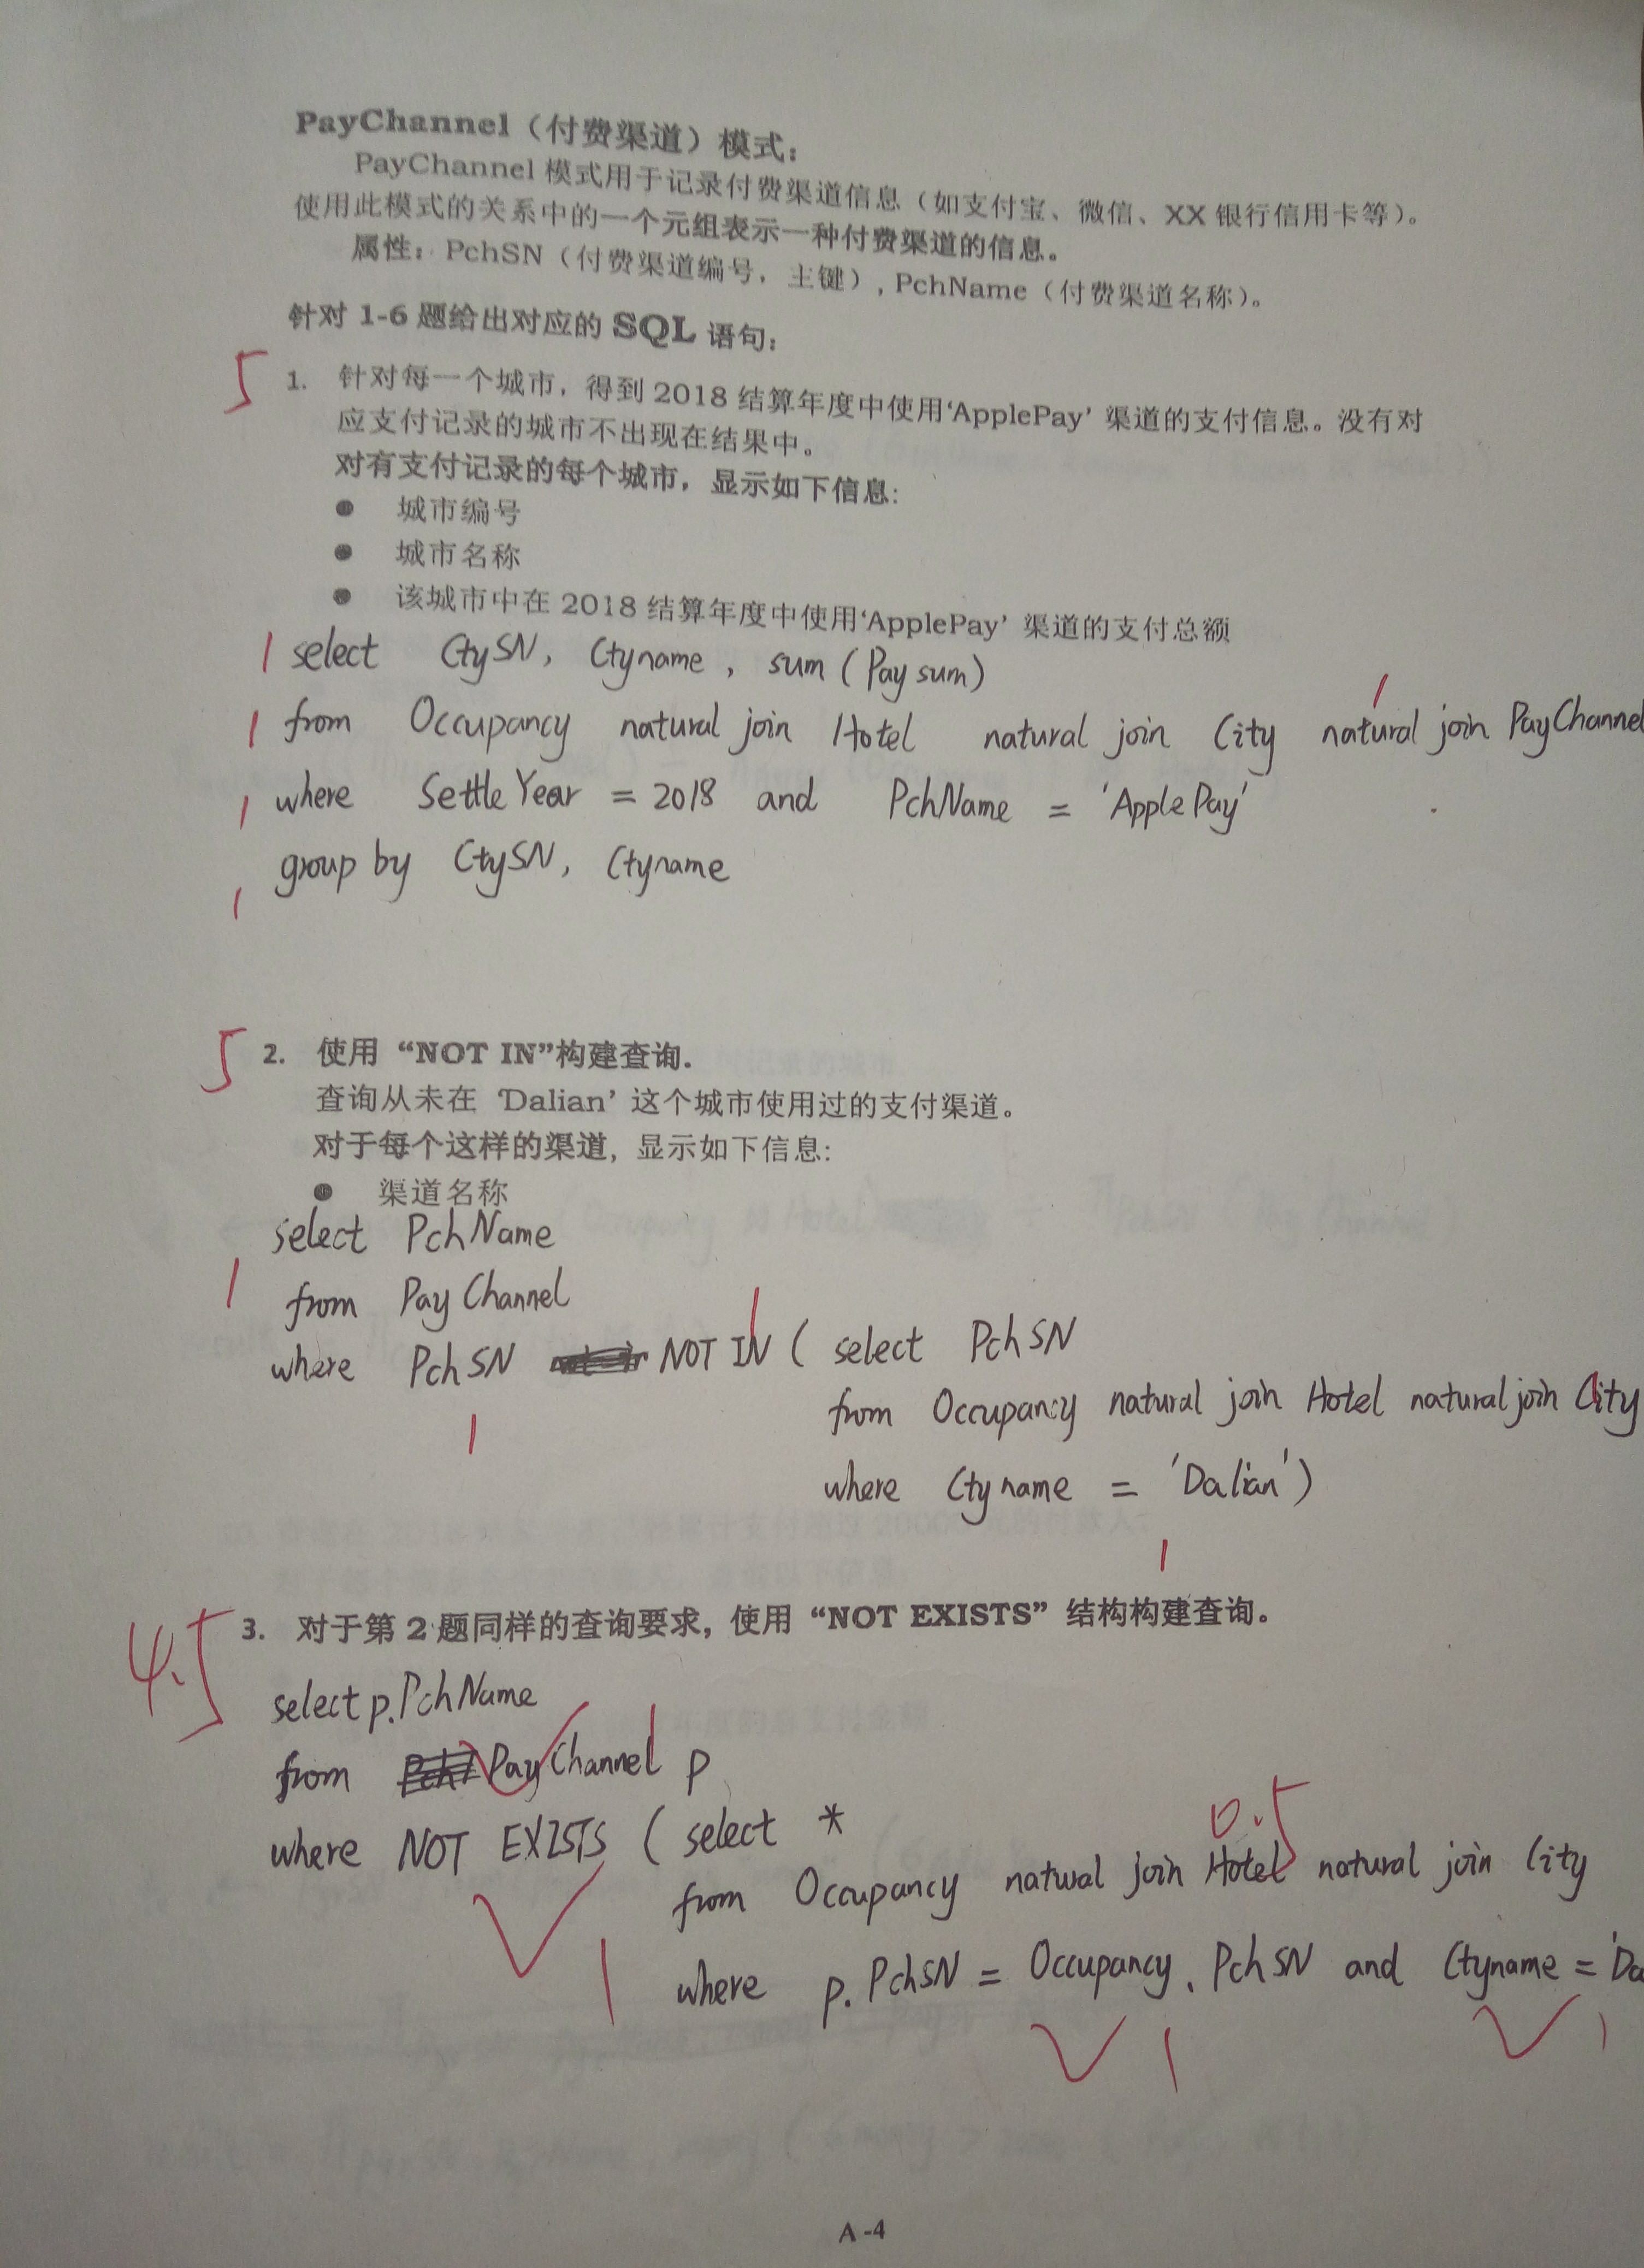 PayChannel（付费渠道）模式：
PayChannel 模式用于记录付费渠道信息（如支付宝、微信、XX 银行信用卡等）。
使用此模式的关系中的一个元组表示一种付费渠道的信息。
属性：PchSN（付费渠道编号，主键）, PchName（付费渠道名称）。
针对 1-6 题给出对应的 SQL 语句：
5
1. 针对每一个城市，得到 2018 结算年度中使用‘ApplePay’ 渠道的支付信息。没有对
应支付记录的城市不出现在结果中。
对有支付记录的每个城市，显示如下信息：
● 城市编号
● 城市名称
● 该城市中在 2018 结算年度中使用‘ApplePay’ 渠道的支付总额
1 select CtySN, Ctyname, sum (Paysum)
1
1 from Occupancy natural join Hotel natural join City natural join PayChannel
1 where SettleYear = 2018 and PchName = 'ApplePay'
group by CtySN, Ctyname
1
5
2. 使用 “NOT IN”构建查询.
查询从未在 ‘Dalian’ 这个城市使用过的支付渠道。
对于每个这样的渠道，显示如下信息：
● 渠道名称
select PchName
1 from PayChannel
1
where PchSN NOT IN ( select PchSN
from Occupancy natural join Hotel natural join City
1
where Ctyname = 'Dalian')
1
4.5
3. 对于第 2 题同样的查询要求，使用 “NOT EXISTS” 结构构建查询。
select p.PchName
from PayChannel p
1
where NOT EXISTS ( select *
0.5
from Occupancy natural join Hotel natural join City
1
where p.PchSN = Occupancy.PchSN and Ctyname = 'Da
1 1
A -4